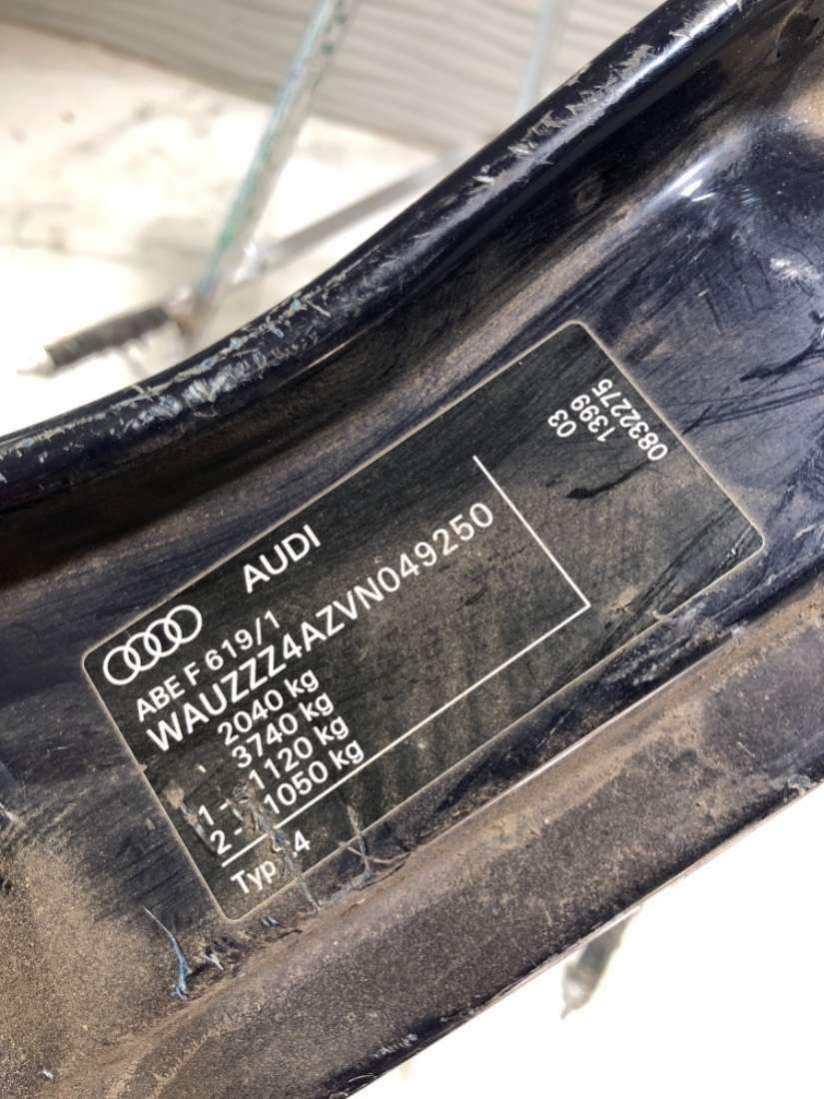 AUDI
ABE F 619/1
WAUZZZ4AZVN049250
2040 kg
3740 kg
1 - 1120 kg
2 - 1050 kg
Typ
03
1399
0832275